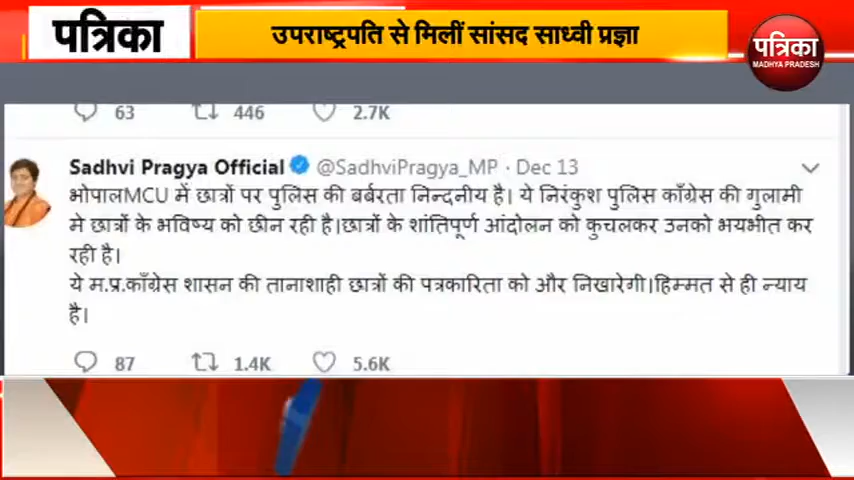 पत्रिका
उपराष्ट्रपति से मिलीं सांसद साध्वी प्रज्ञा
पत्रिका
MADHYA PRADESH
63 446 2.7K
Sadhvi Pragya Official @SadhviPragya_MP · Dec 13
भोपालMCU में छात्रों पर पुलिस की बर्बरता निन्दनीय है। ये निरंकुश पुलिस काँग्रेस की गुलामी
मे छात्रों के भविष्य को छीन रही है।छात्रों के शांतिपूर्ण आंदोलन को कुचलकर उनको भयभीत कर
रही है।
ये म.प्र.काँग्रेस शासन की तानाशाही छात्रों की पत्रकारिता को और निखारेगी।हिम्मत से ही न्याय
है।
87 1.4K 5.6K